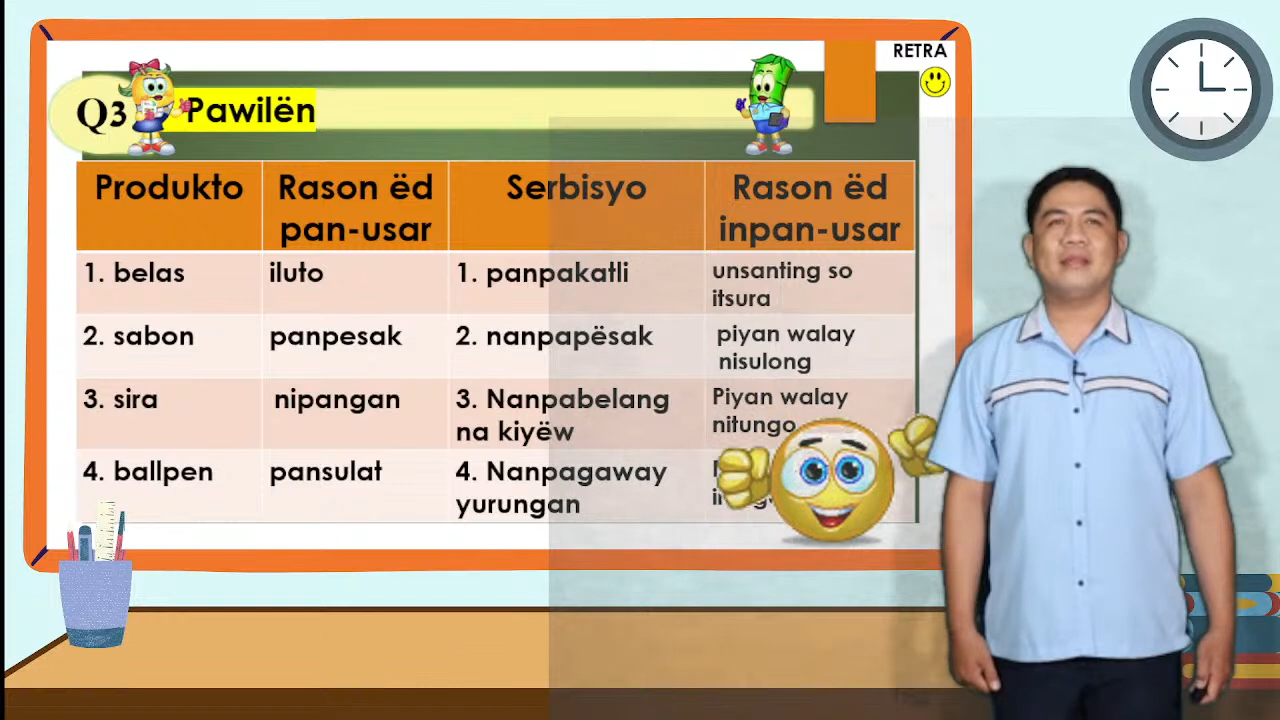 RETRA
Q3 Pawilën
Produkto
Rason ëd
pan-usar
Serbisyo
Rason ëd
inpan-usar
1. belas
iluto
1. panpakatli
unsanting so
itsura
2. sabon
panpesak
2. nanpapësak
piyan walay
nisulong
3. sira
nipangan
3. Nanpabelang
na kiyëw
Piyan walay
nitungo
4. ballpen
pansulat
4. Nanpagaway
yurungan